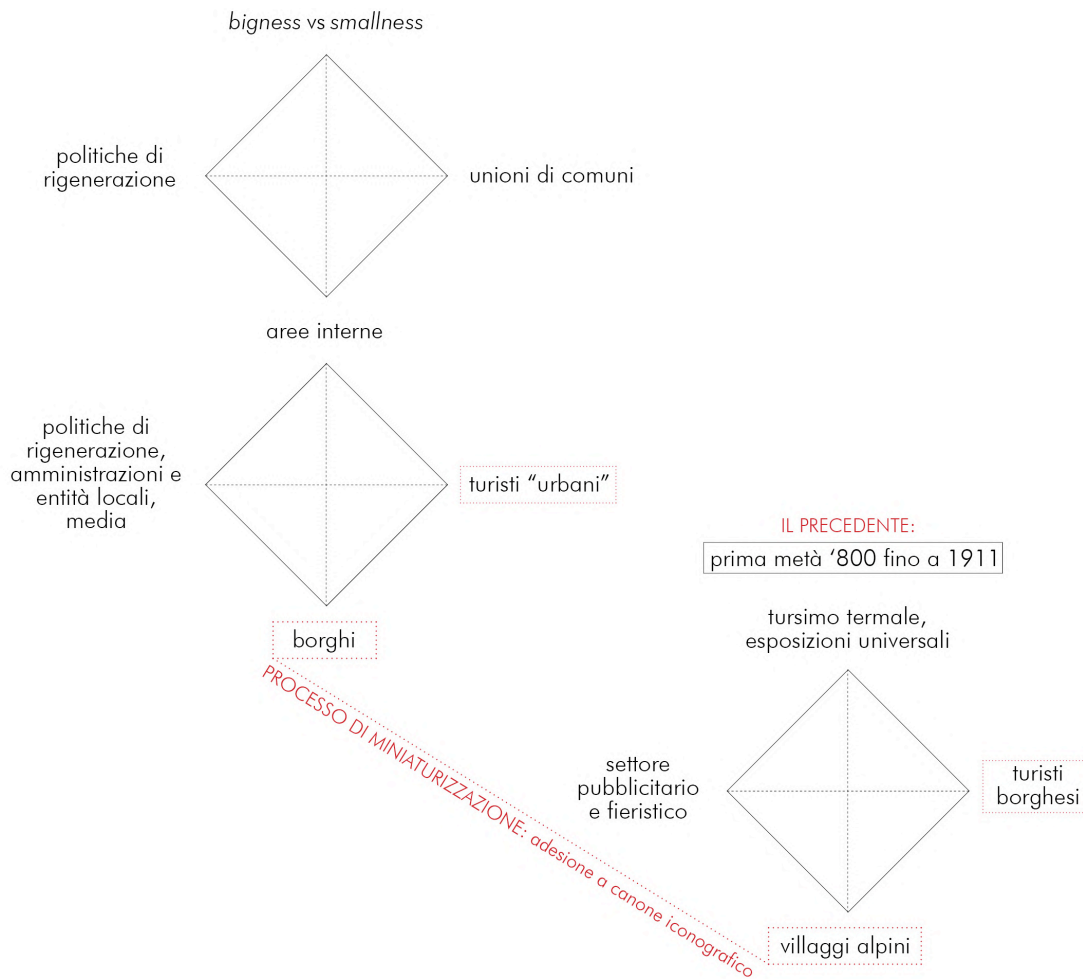 bigness vs smallness
politiche di
rigenerazione
unioni di comuni
aree interne
politiche di
rigenerazione,
amministrazioni e
entità locali,
media
turisti “urbani”
borghi
PROCESSO DI MINIATURIZZAZIONE: adesione a canone iconografico
IL PRECEDENTE:
prima metà ‘800 fino a 1911
tursimo termale,
esposizioni universali
settore
pubblicitario
e fieristico
turisti
borghesi
villaggi alpini